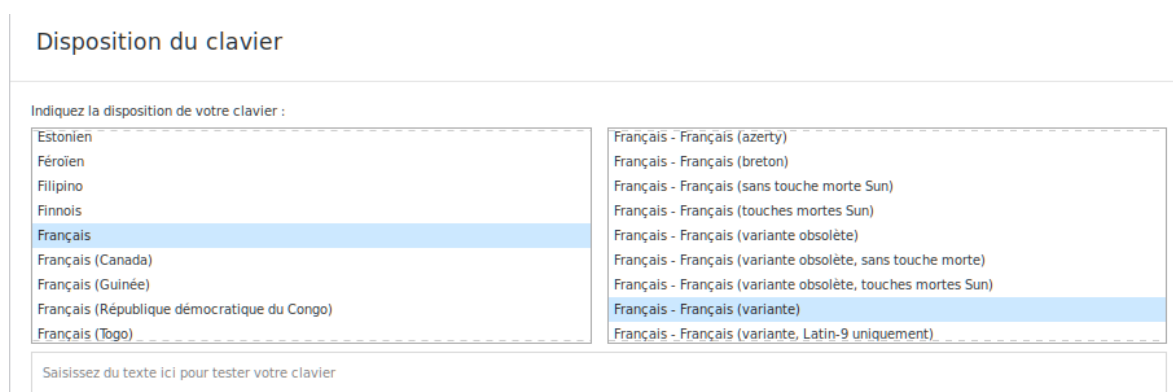 Disposition du clavier
Indiquez la disposition de votre clavier :
Estonien
Féroïen
Filipino
Finnois
Français
Français (Canada)
Français (Guinée)
Français (République démocratique du Congo)
Français (Togo)
Français - Français (azerty)
Français - Français (breton)
Français - Français (sans touche morte Sun)
Français - Français (touches mortes Sun)
Français - Français (variante obsolète)
Français - Français (variante obsolète, sans touche morte)
Français - Français (variante obsolète, touches mortes Sun)
Français - Français (variante)
Français - Français (variante, Latin-9 uniquement)
Saisissez du texte ici pour tester votre clavier